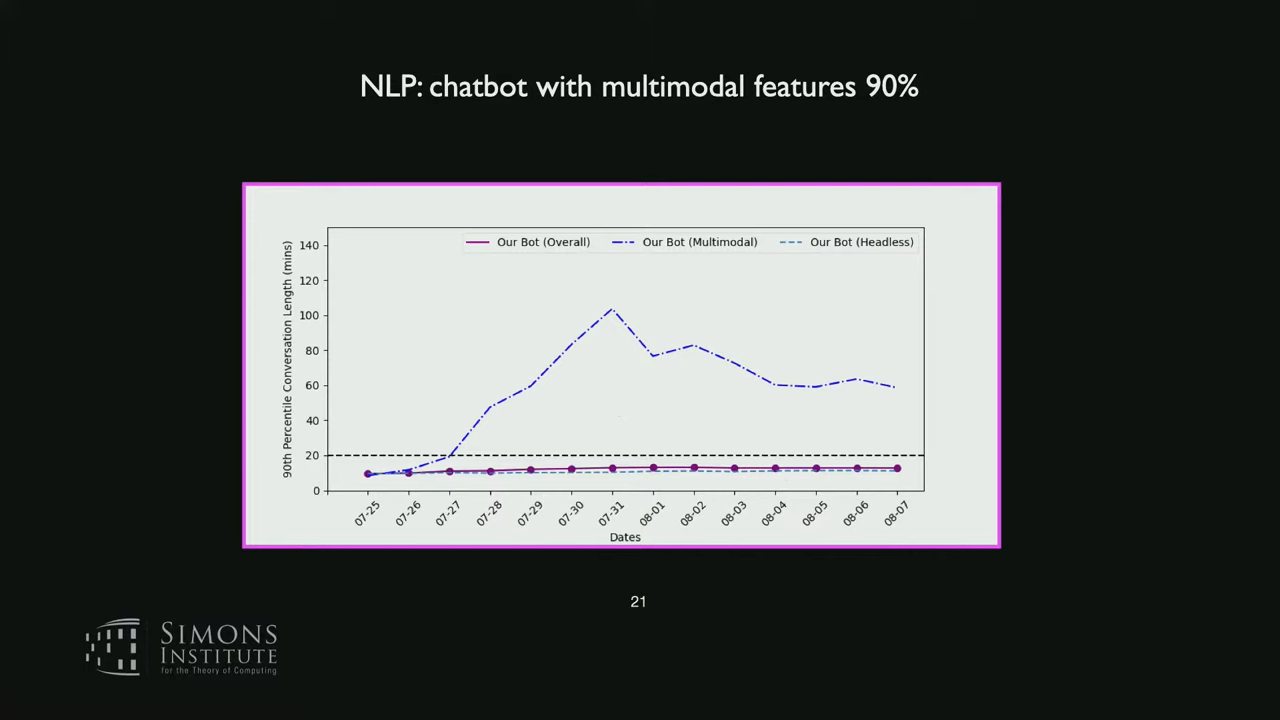 NLP: chatbot with multimodal features 90%
Our Bot (Overall) Our Bot (Multimodal) Our Bot (Headless)
90th Percentile Conversation Length (mins)
140
120
100
80
60
40
20
0
07-25 07-26 07-27 07-28 07-29 07-30 07-31 08-01 08-02 08-03 08-04 08-05 08-06 08-07
Dates
21
SIMONS
INSTITUTE
for the Theory of Computing